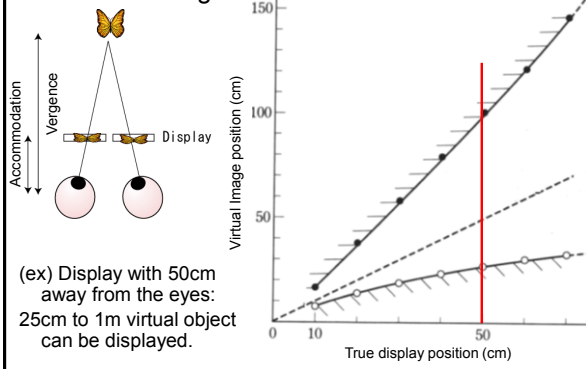 Accommodation
Vergence
Display
(ex) Display with 50cm
away from the eyes:
25cm to 1m virtual object
can be displayed.
Virtual Image position (cm)
150
100
50
0
10
50
True display position (cm)